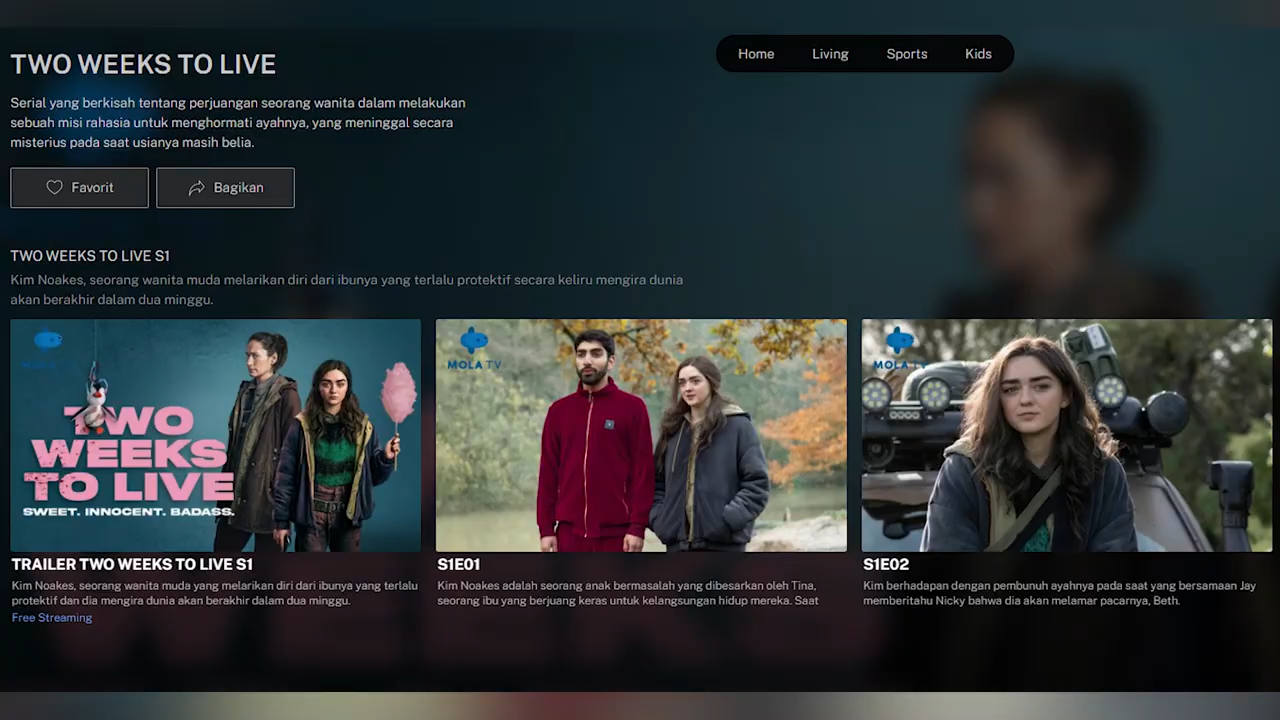 Home Living Sports Kids
TWO WEEKS TO LIVE
Serial yang berkisah tentang perjuangan seorang wanita dalam melakukan
sebuah misi rahasia untuk menghormati ayahnya, yang meninggal secara
misterius pada saat usianya masih belia.
Favorit Bagikan
TWO WEEKS TO LIVE S1
Kim Noakes, seorang wanita muda melarikan diri dari ibunya yang terlalu protektif secara keliru mengira dunia
akan berakhir dalam dua minggu.
MOLA TV
TWO
WEEKS
TO LIVE
SWEET. INNOCENT. BADASS.
TRAILER TWO WEEKS TO LIVE S1
Kim Noakes, seorang wanita muda yang melarikan diri dari ibunya yang terlalu
protektif dan dia mengira dunia akan berakhir dalam dua minggu.
Free Streaming
MOLA TV
S1E01
Kim Noakes adalah seorang anak bermasalah yang dibesarkan oleh Tina,
seorang ibu yang berjuang keras untuk kelangsungan hidup mereka. Saat
MOLA TV
S1E02
Kim berhadapan dengan pembunuh ayahnya pada saat yang bersamaan Jay
memberitahu Nicky bahwa dia akan melamar pacarnya, Beth.